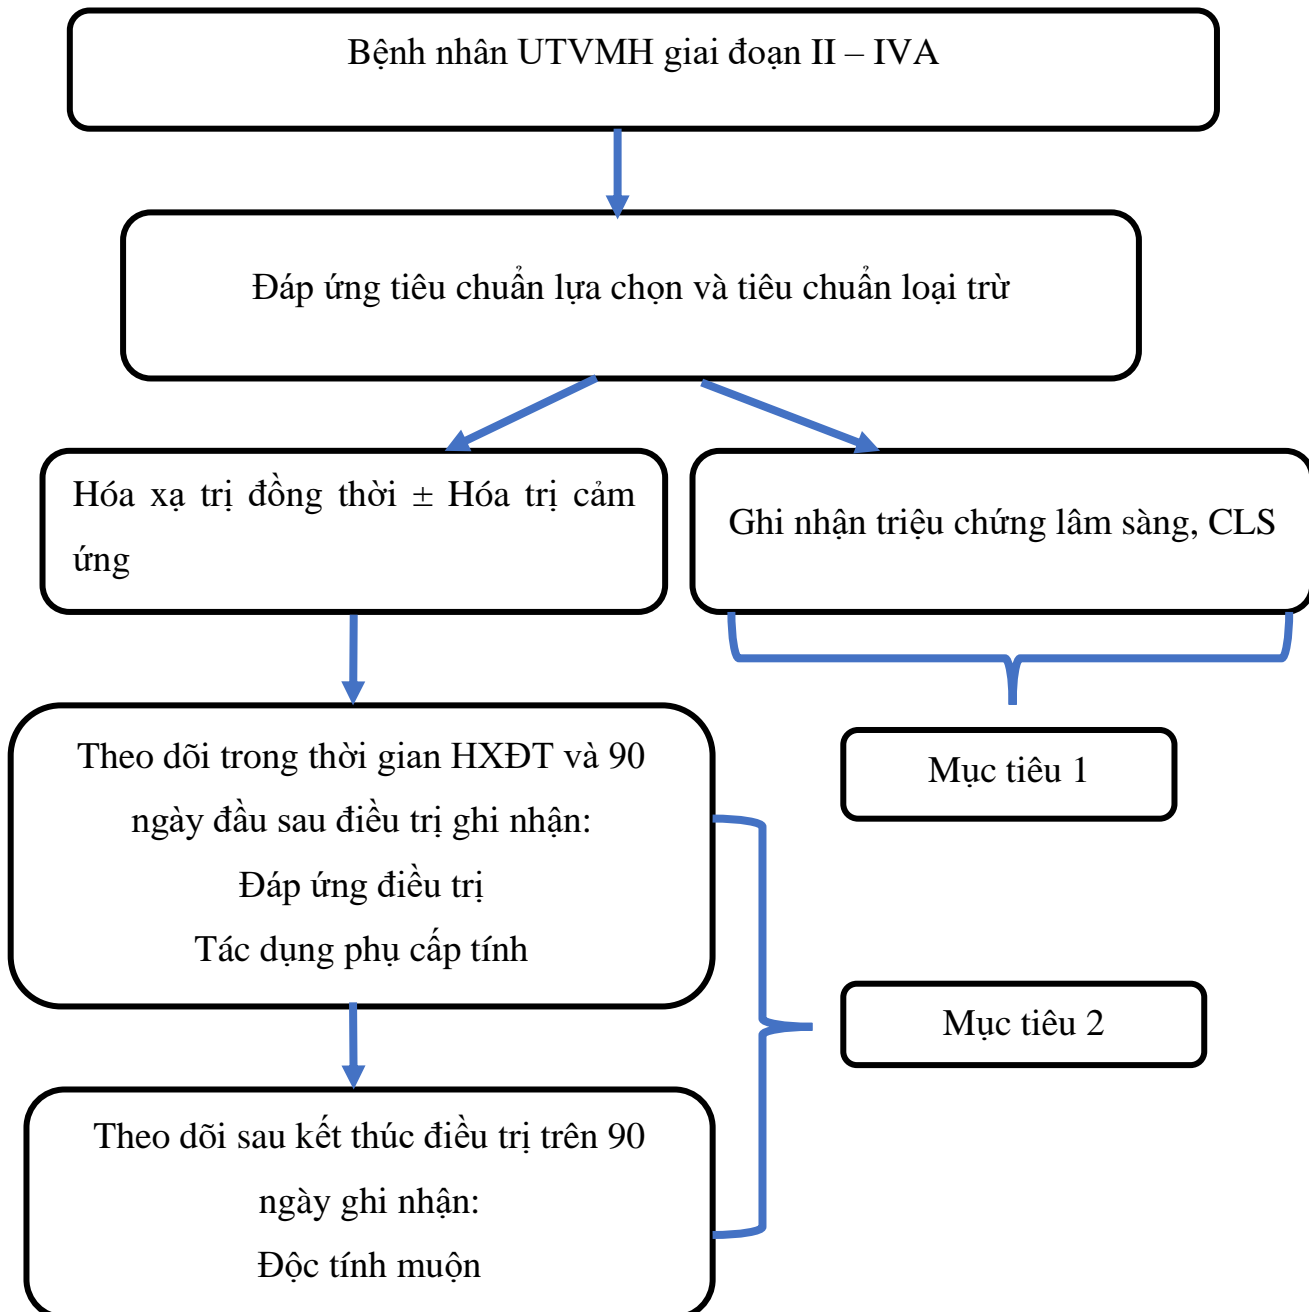 Bệnh nhân UTVMH giai đoạn II – IVA
Đáp ứng tiêu chuẩn lựa chọn và tiêu chuẩn loại trừ
Hóa xạ trị đồng thời ± Hóa trị cảm
ứng
Ghi nhận triệu chứng lâm sàng, CLS
Theo dõi trong thời gian HXĐT và 90
ngày đầu sau điều trị ghi nhận:
Đáp ứng điều trị
Tác dụng phụ cấp tính
Mục tiêu 1
Mục tiêu 2
Theo dõi sau kết thúc điều trị trên 90
ngày ghi nhận:
Độc tính muộn